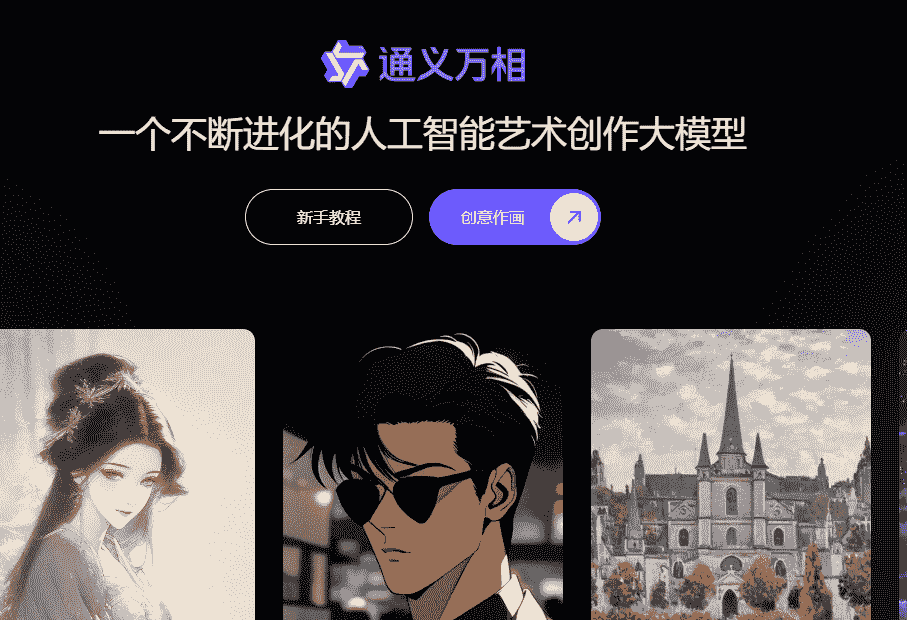 通义万相
一个不断进化的人工智能艺术创作大模型
新手教程
创意作画